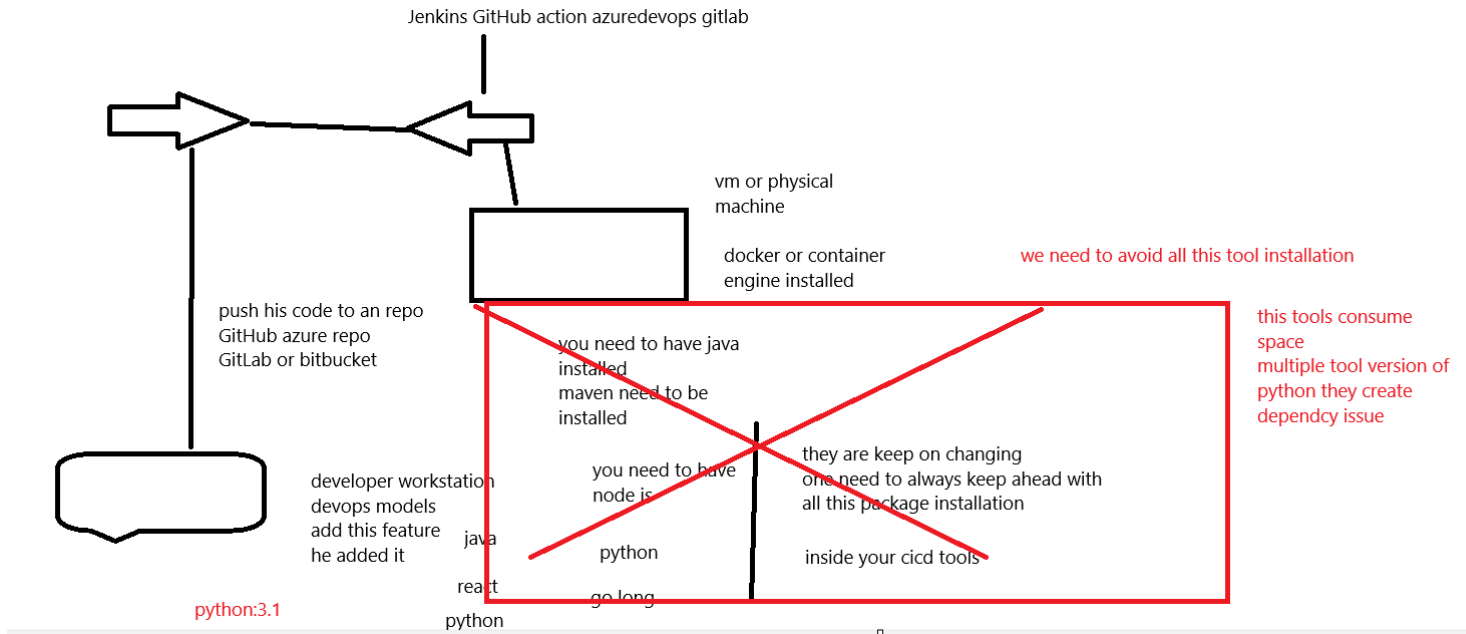 Jenkins GitHub action azuredevops gitlab
vm or physical
machine
docker or container
engine installed
we need to avoid all this tool installation
push his code to an repo
GitHub azure repo
GitLab or bitbucket
this tools consume
space
multiple tool version of
python they create
dependcy issue
you need to have java
installed
maven need to be
installed
you need to have
node js
they are keep on changing
one need to always keep ahead with
all this package installation
developer workstation
devops models
add this feature
he added it
java
python
inside your cicd tools
react
go long
python:3.1
python